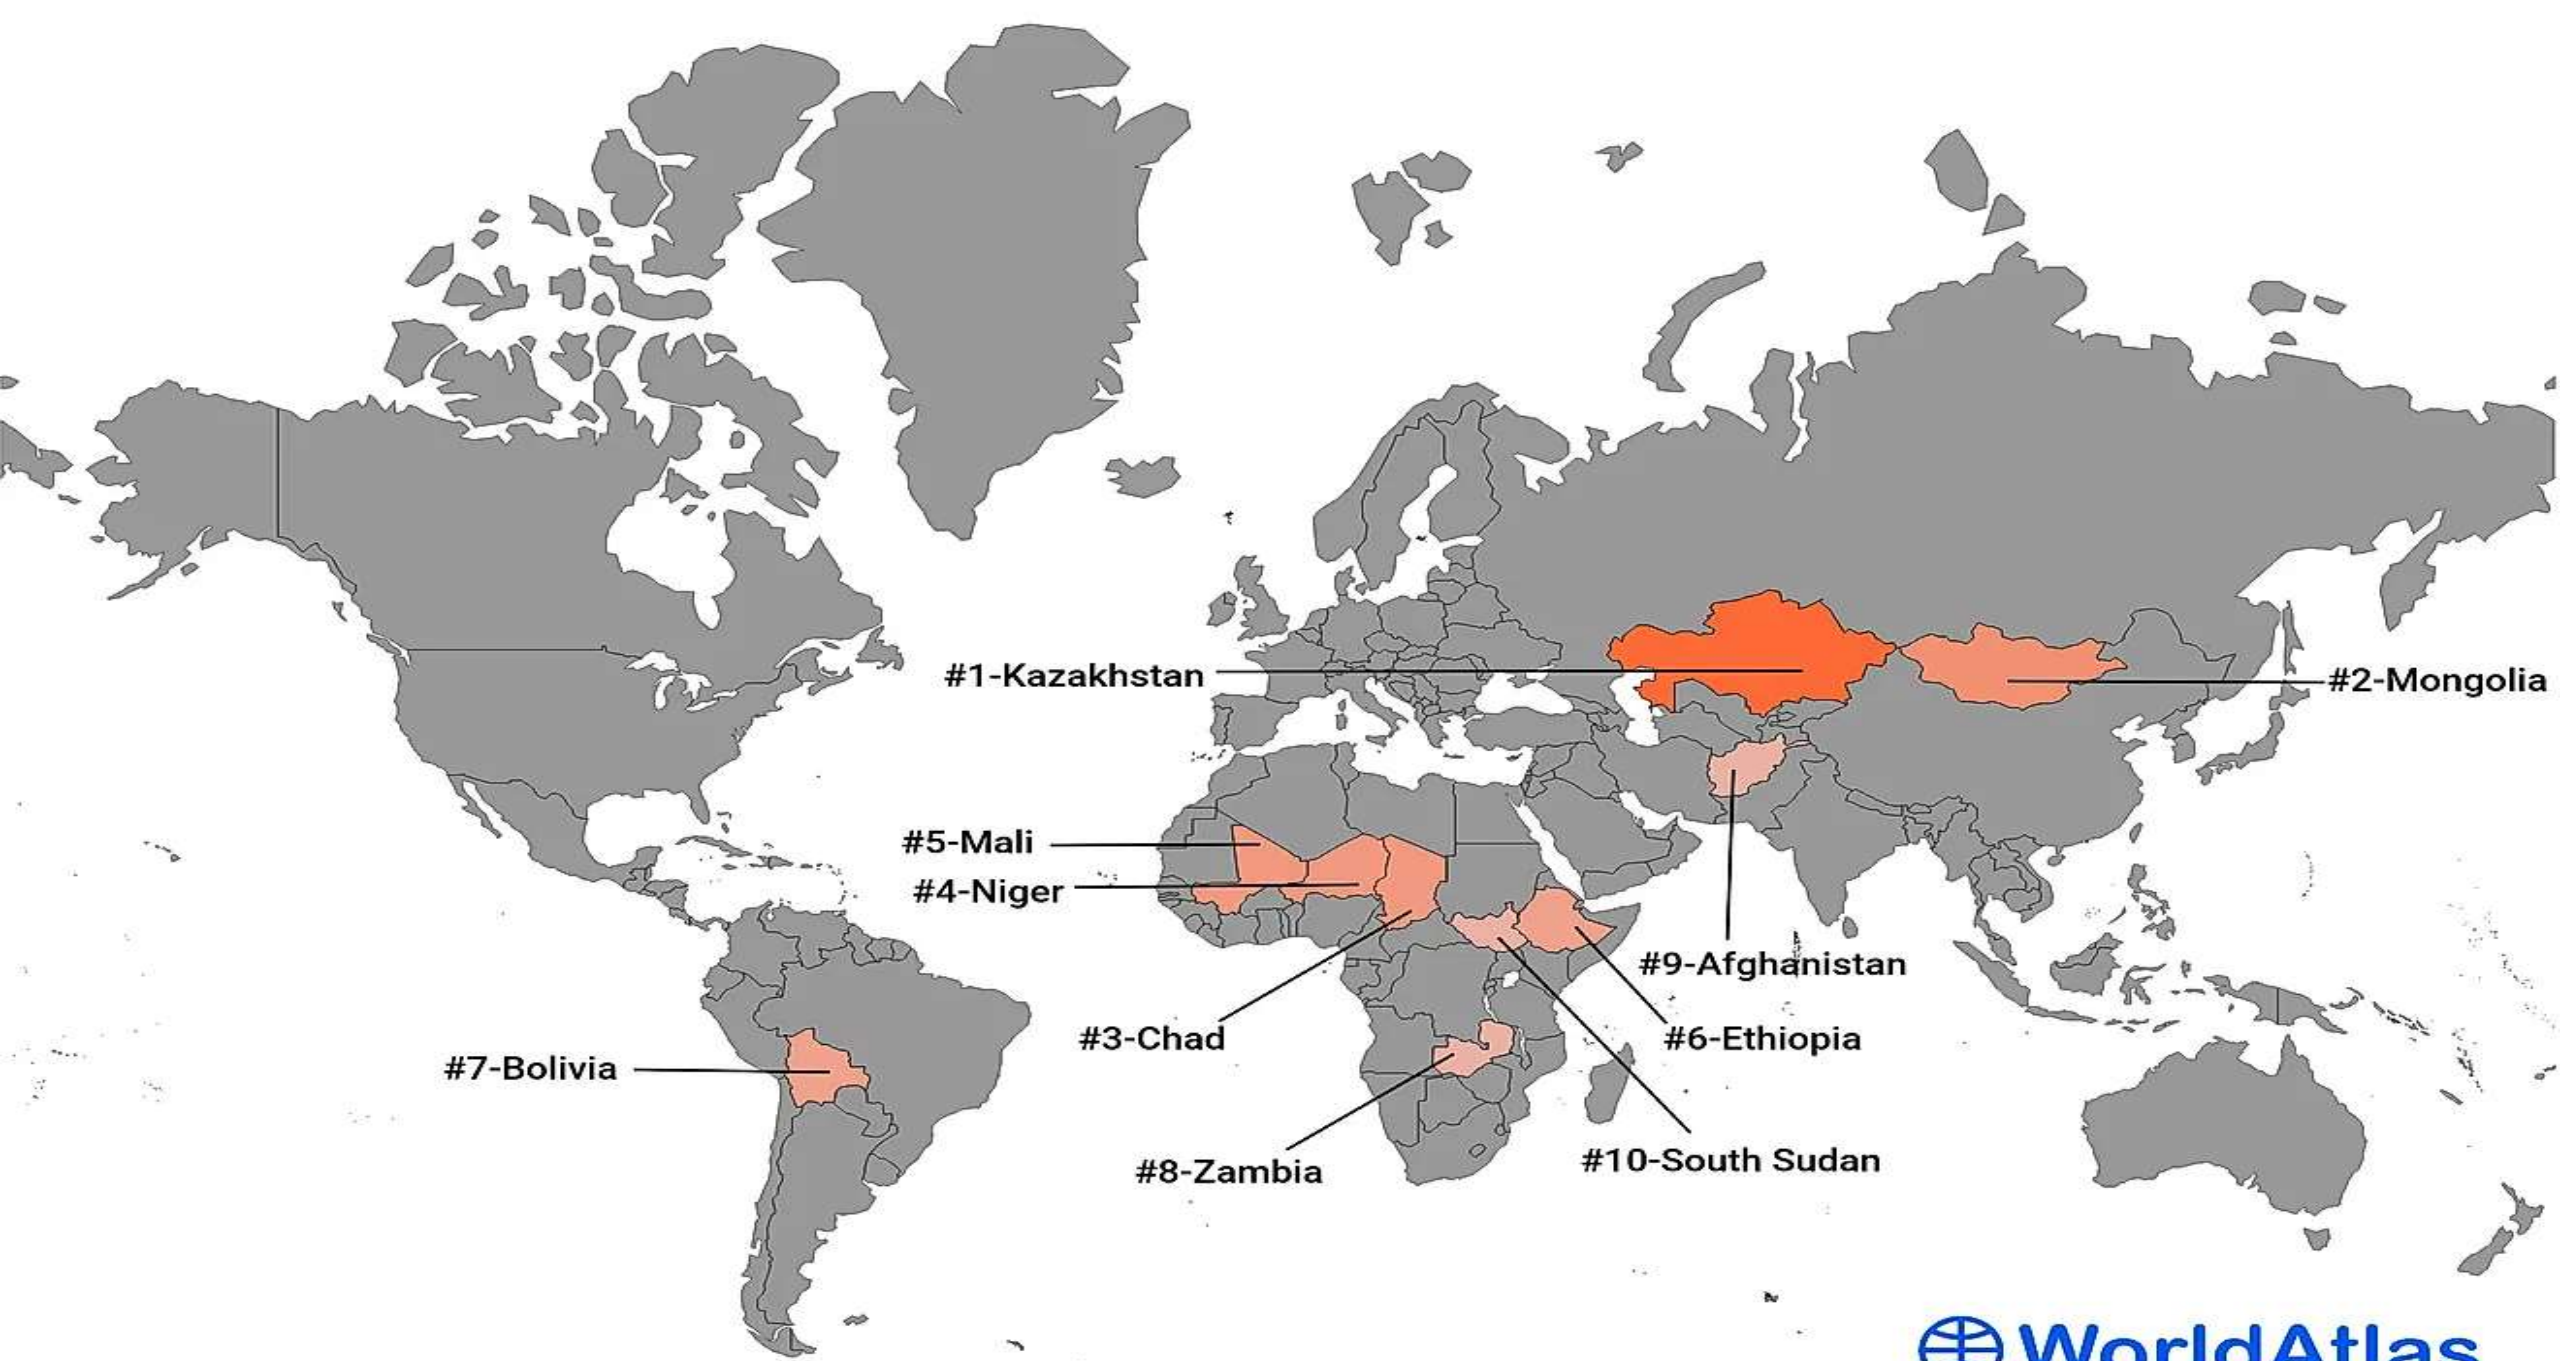 #1-Kazakhstan
#2-Mongolia
#5-Mali
#4-Niger
#9-Afghanistan
#3-Chad
#6-Ethiopia
#7-Bolivia
#10-South Sudan
#8-Zambia
WorldAtlas